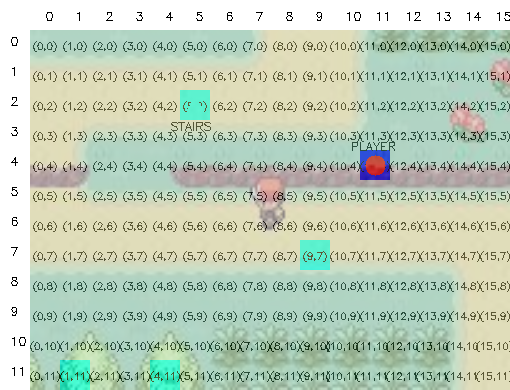 0 1 2 3 4 5 6 7 8 9 10 11 12 13 14 15
0 (0,0) (1,0) (2,0) (3,0) (4,0) (5,0) (6,0) (7,0) (8,0) (9,0) (10,0) (11,0) (12,0) (13,0) (14,0) (15,0)
1 (0,1) (1,1) (2,1) (3,1) (4,1) (5,1) (6,1) (7,1) (8,1) (9,1) (10,1) (11,1) (12,1) (13,1) (14,1) (15,1)
2 (0,2) (1,2) (2,2) (3,2) (4,2) (6,2) (7,2) (8,2) (9,2) (10,2) (11,2) (12,2) (13,2) (14,2) (15,2)
STAIRS
3 (0,3) (1,3) (2,3) (3,3) (4,3) (5,3) (6,3) (7,3) (8,3) (9,3) (10,3) (11,3) (12,3) (13,3) (14,3) (15,3)
PLAYER
4 (0,4) (1,4) (2,4) (3,4) (4,4) (5,4) (6,4) (7,4) (8,4) (9,4) (10,4) (12,4) (13,4) (14,4) (15,4)
5 (0,5) (1,5) (2,5) (3,5) (4,5) (5,5) (6,5) (7,5) (8,5) (9,5) (10,5) (11,5) (12,5) (13,5) (14,5) (15,5)
6 (0,6) (1,6) (2,6) (3,6) (4,6) (5,6) (6,6) (7,6) (8,6) (9,6) (10,6) (11,6) (12,6) (13,6) (14,6) (15,6)
7 (0,7) (1,7) (2,7) (3,7) (4,7) (5,7) (6,7) (7,7) (8,7) (9,7) (10,7) (11,7) (12,7) (13,7) (14,7) (15,7)
8 (0,8) (1,8) (2,8) (3,8) (4,8) (5,8) (6,8) (7,8) (8,8) (9,8) (10,8) (11,8) (12,8) (13,8) (14,8) (15,8)
9 (0,9) (1,9) (2,9) (3,9) (4,9) (5,9) (6,9) (7,9) (8,9) (9,9) (10,9) (11,9) (12,9) (13,9) (14,9) (15,9)
10 (0,10) (1,10) (2,10) (3,10) (4,10) (5,10) (6,10) (7,10) (8,10) (9,10) (10,10) (11,10) (12,10) (13,10) (14,10) (15,10)
11 (0,11) (1,11) (2,11) (3,11) (4,11) (5,11) (6,11) (7,11) (8,11) (9,11) (10,11) (11,11) (12,11) (13,11) (14,11) (15,11)